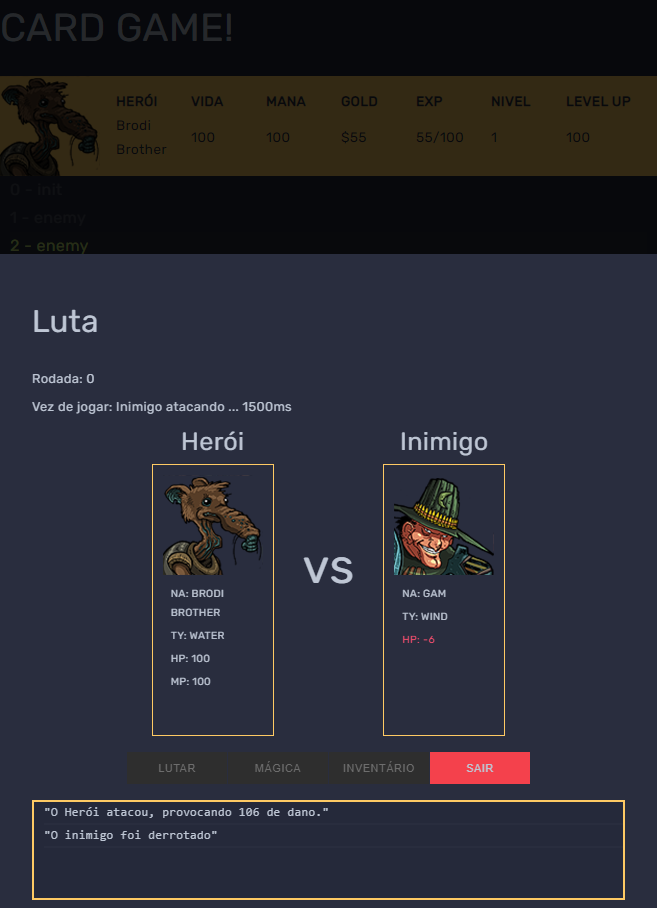 CARD GAME!
HERÓI VIDA MANA GOLD EXP NIVEL LEVEL UP
Brodi
Brother 100 100 $55 55/100 1 100
0 - init
1 - enemy
2 - enemy
Luta
Rodada: 0
Vez de jogar: Inimigo atacando ... 1500ms
Herói Inimigo
VS
NA: BRODI
BROTHER
TY: WATER
HP: 100
MP: 100
NA: GAM
TY: WIND
HP: -6
LUTAR MÁGICA INVENTÁRIO SAIR
"O Herói atacou, provocando 106 de dano."
"O inimigo foi derrotado"